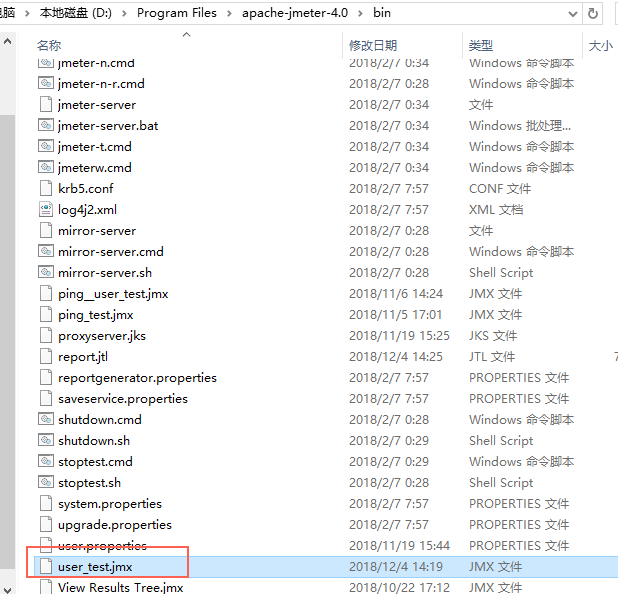 电脑 > 本地磁盘 (D:) > Program Files > apache-jmeter-4.0 > bin
名称 修改日期 类型 大小
jmeter-n.cmd 2018/2/7 0:34 Windows 命令脚本
jmeter-n-r.cmd 2018/2/7 0:28 Windows 命令脚本
jmeter-server 2018/2/7 0:34 文件
jmeter-server.bat 2018/2/7 0:34 Windows 批处理...
jmeter-t.cmd 2018/2/7 0:34 Windows 命令脚本
jmeterw.cmd 2018/2/7 0:34 Windows 命令脚本
krb5.conf 2018/2/7 7:57 CONF 文件
log4j2.xml 2018/2/7 7:57 XML 文档
mirror-server 2018/2/7 0:28 文件
mirror-server.cmd 2018/2/7 0:28 Windows 命令脚本
mirror-server.sh 2018/2/7 0:28 Shell Script
ping__user_test.jmx 2018/11/6 14:24 JMX 文件
ping_test.jmx 2018/11/5 17:01 JMX 文件
proxyserver.jks 2018/11/19 15:25 JKS 文件
report.jtl 2018/12/4 14:25 JTL 文件
reportgenerator.properties 2018/2/7 7:57 PROPERTIES 文件
saveservice.properties 2018/2/7 7:57 PROPERTIES 文件
shutdown.cmd 2018/2/7 0:28 Windows 命令脚本
shutdown.sh 2018/2/7 0:29 Shell Script
stoptest.cmd 2018/2/7 0:29 Windows 命令脚本
stoptest.sh 2018/2/7 0:28 Shell Script
system.properties 2018/2/7 7:57 PROPERTIES 文件
upgrade.properties 2018/2/7 7:57 PROPERTIES 文件
user.properties 2018/11/19 15:44 PROPERTIES 文件
user_test.jmx 2018/12/4 14:19 JMX 文件
View Results Tree.jmx 2018/10/22 17:12 JMX 文件